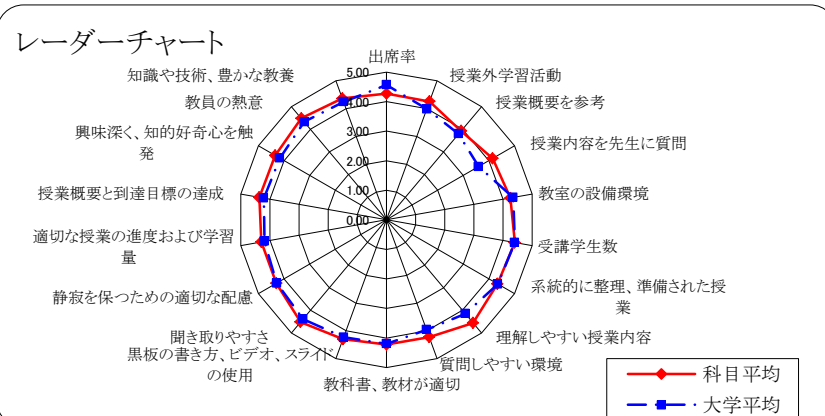 レーダーチャート
出席率
授業外学習活動
授業概要を参考
授業内容を先生に質問
教室の設備環境
受講学生数
系統的に整理、準備された授
業
理解しやすい授業内容
質問しやすい環境
教科書、教材が適切
黒板の書き方、ビデオ、スライド
の使用
聞き取りやすさ
静寂を保つための適切な配慮
適切な授業の進度および学習
量
授業概要と到達目標の達成
興味深く、知的好奇心を触
発
教員の熱意
知識や技術、豊かな教養
5.00
4.00
3.00
2.00
1.00
0.00
科目平均
大学平均